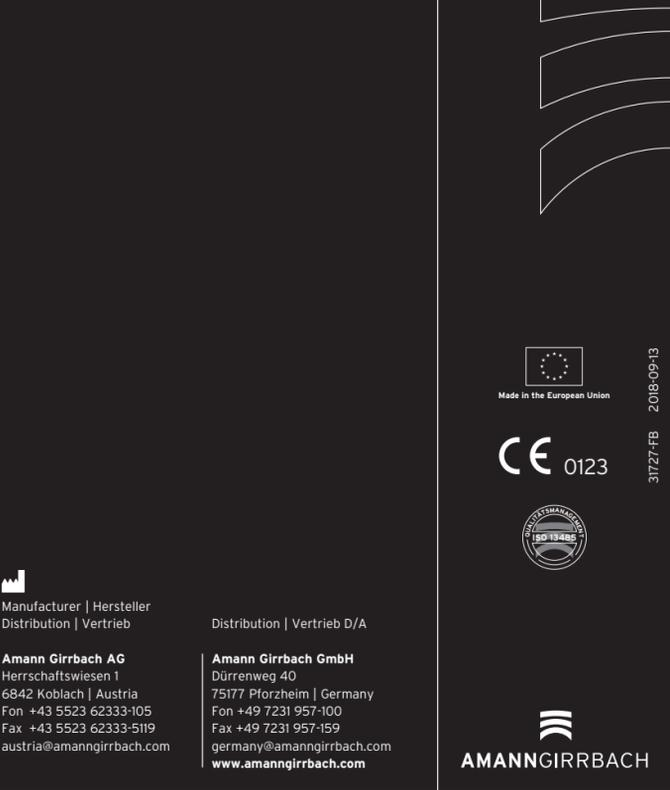 Made in the European Union
2018-09-13
31727-FB
CE 0123
QUALITÄTSMANAGEMENT
ISO 13485
Manufacturer | Hersteller
Distribution | Vertrieb
Amann Girrbach AG
Herrschaftswiesen 1
6842 Koblach | Austria
Fon +43 5523 62333-105
Fax +43 5523 62333-5119
austria@amanngirrbach.com
Distribution | Vertrieb D/A
Amann Girrbach GmbH
Dürrenweg 40
75177 Pforzheim | Germany
Fon +49 7231 957-100
Fax +49 7231 957-159
germany@amanngirrbach.com
www.amanngirrbach.com
AMANNGIRRBACH